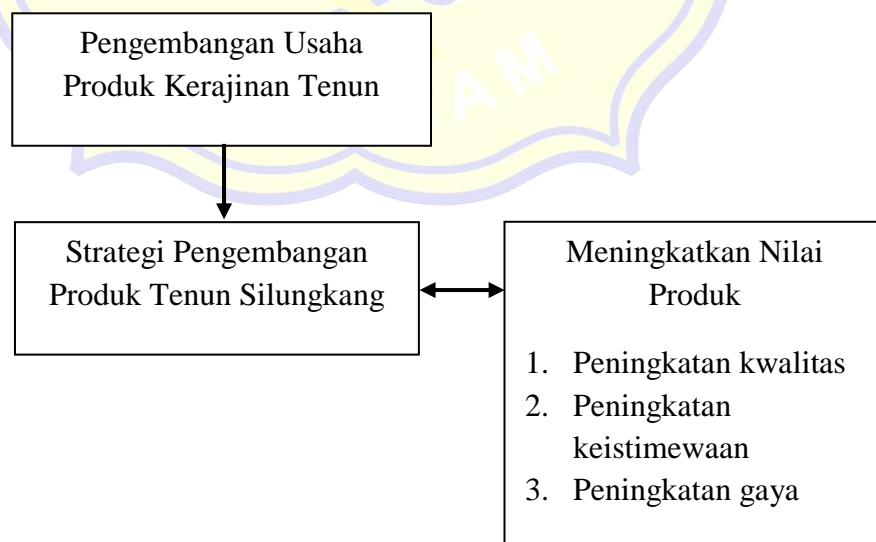 Pengembangan Usaha
Produk Kerajinan Tenun
Strategi Pengembangan
Produk Tenun Silungkang
Meningkatkan Nilai
Produk
1. Peningkatan kwalitas
2. Peningkatan
keistimewaan
3. Peningkatan gaya